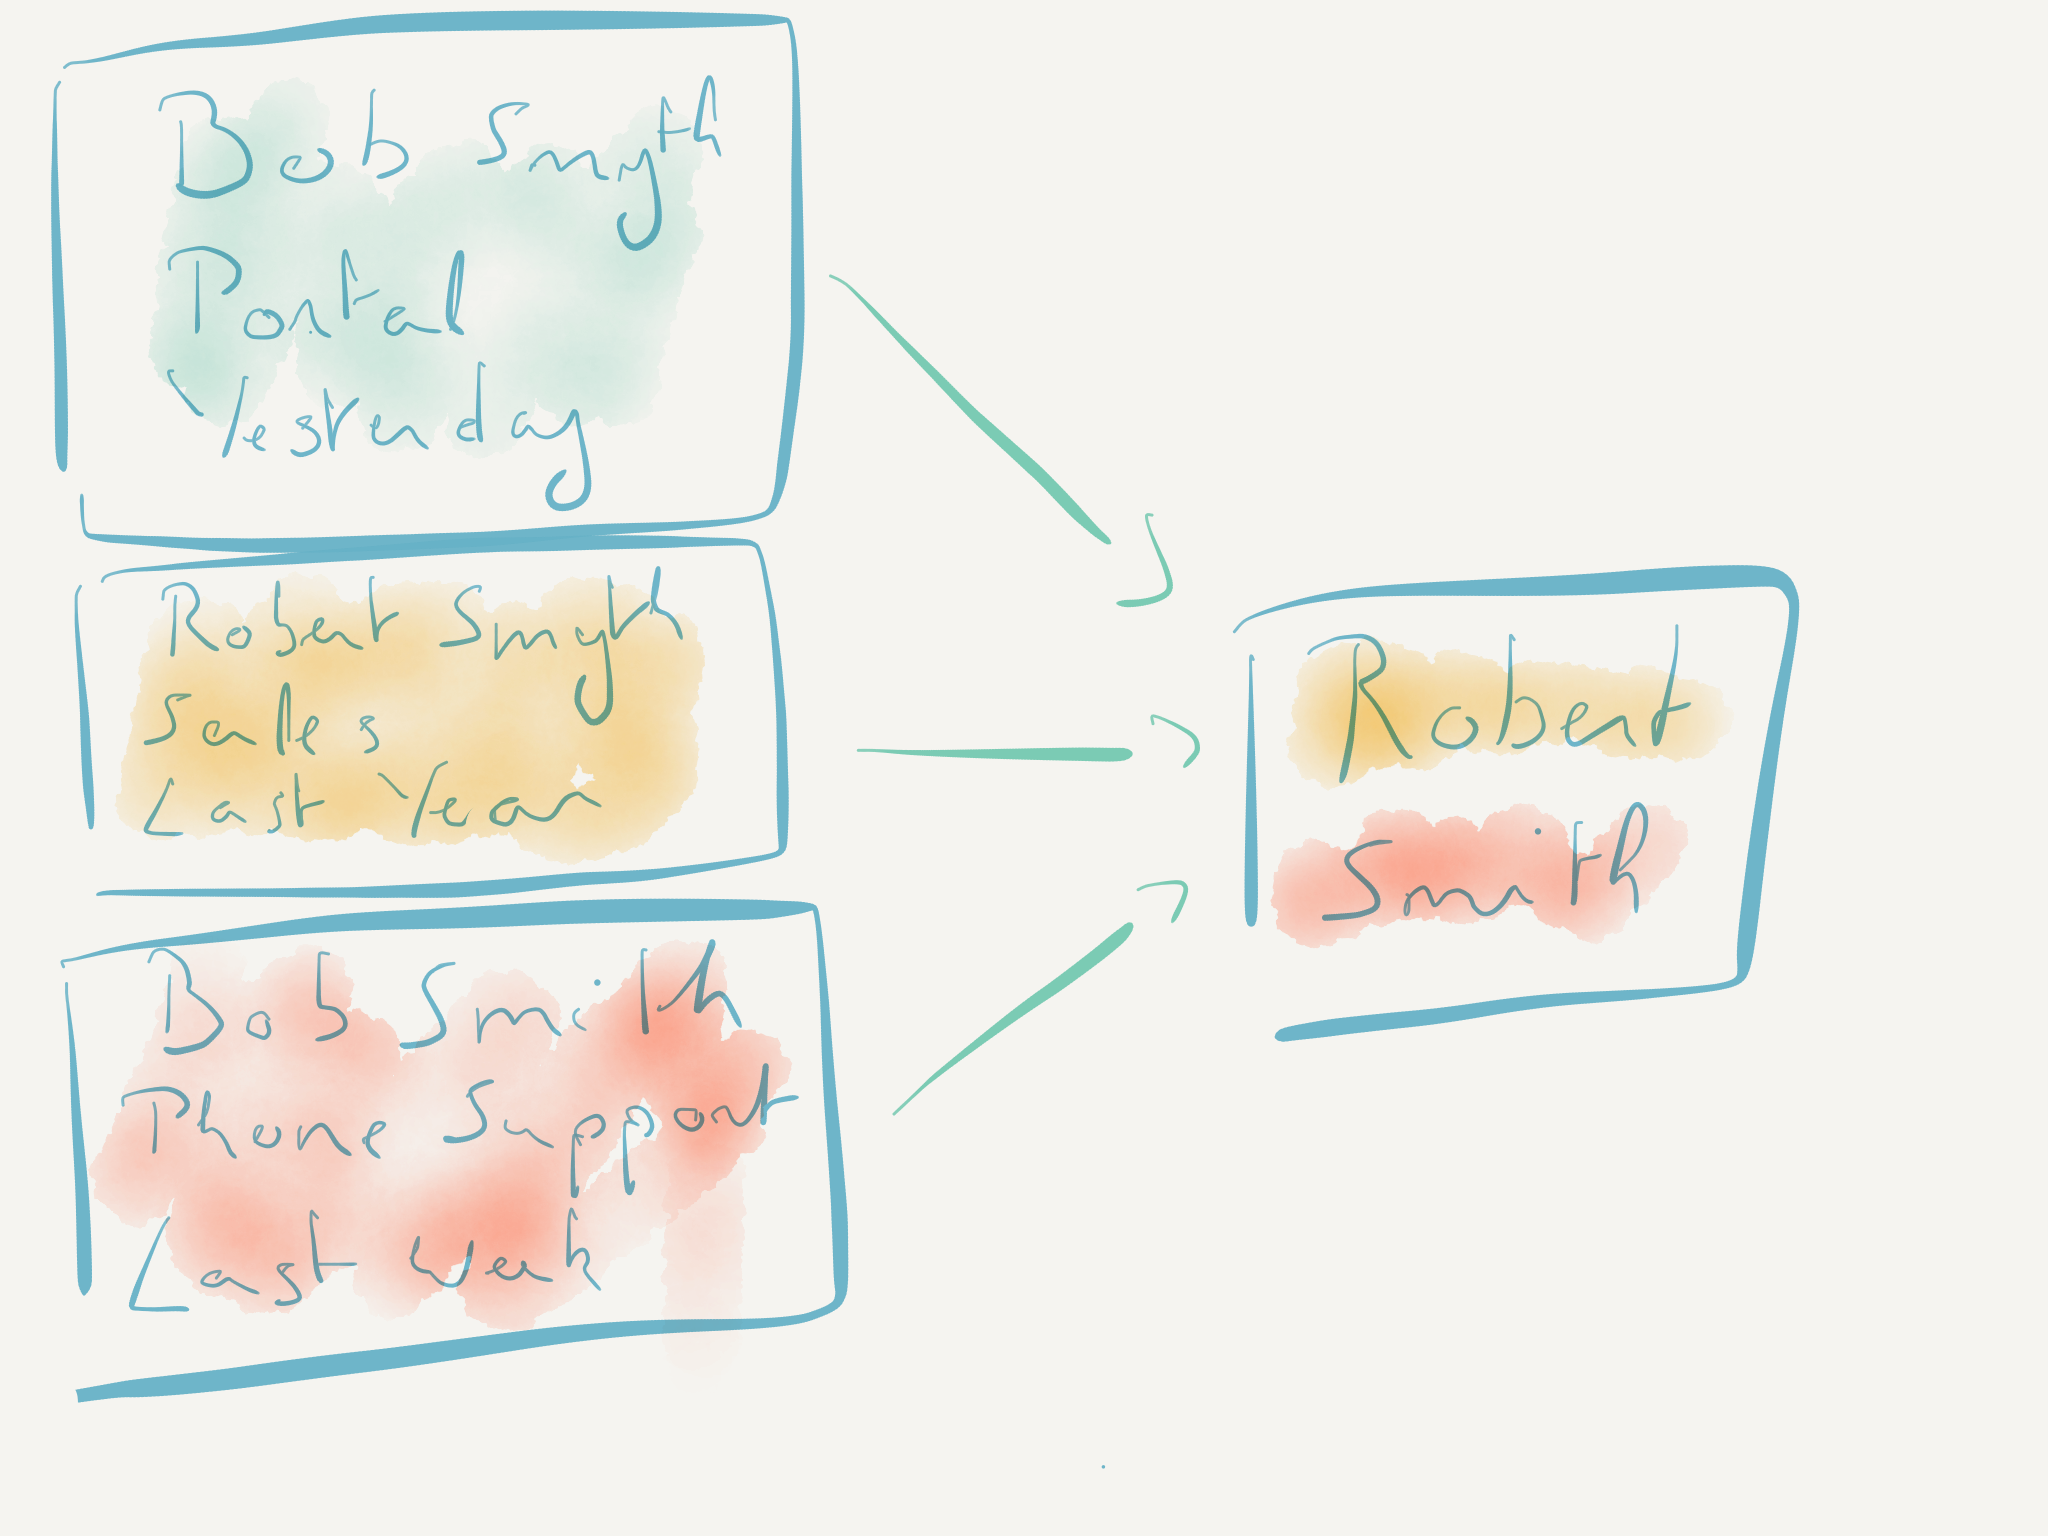 Bob Smyth
Portal
Yesterday
Robert Smyth
Sales
Last Year
Bob Smith
Phone Support
Last Week
Robert
Smith